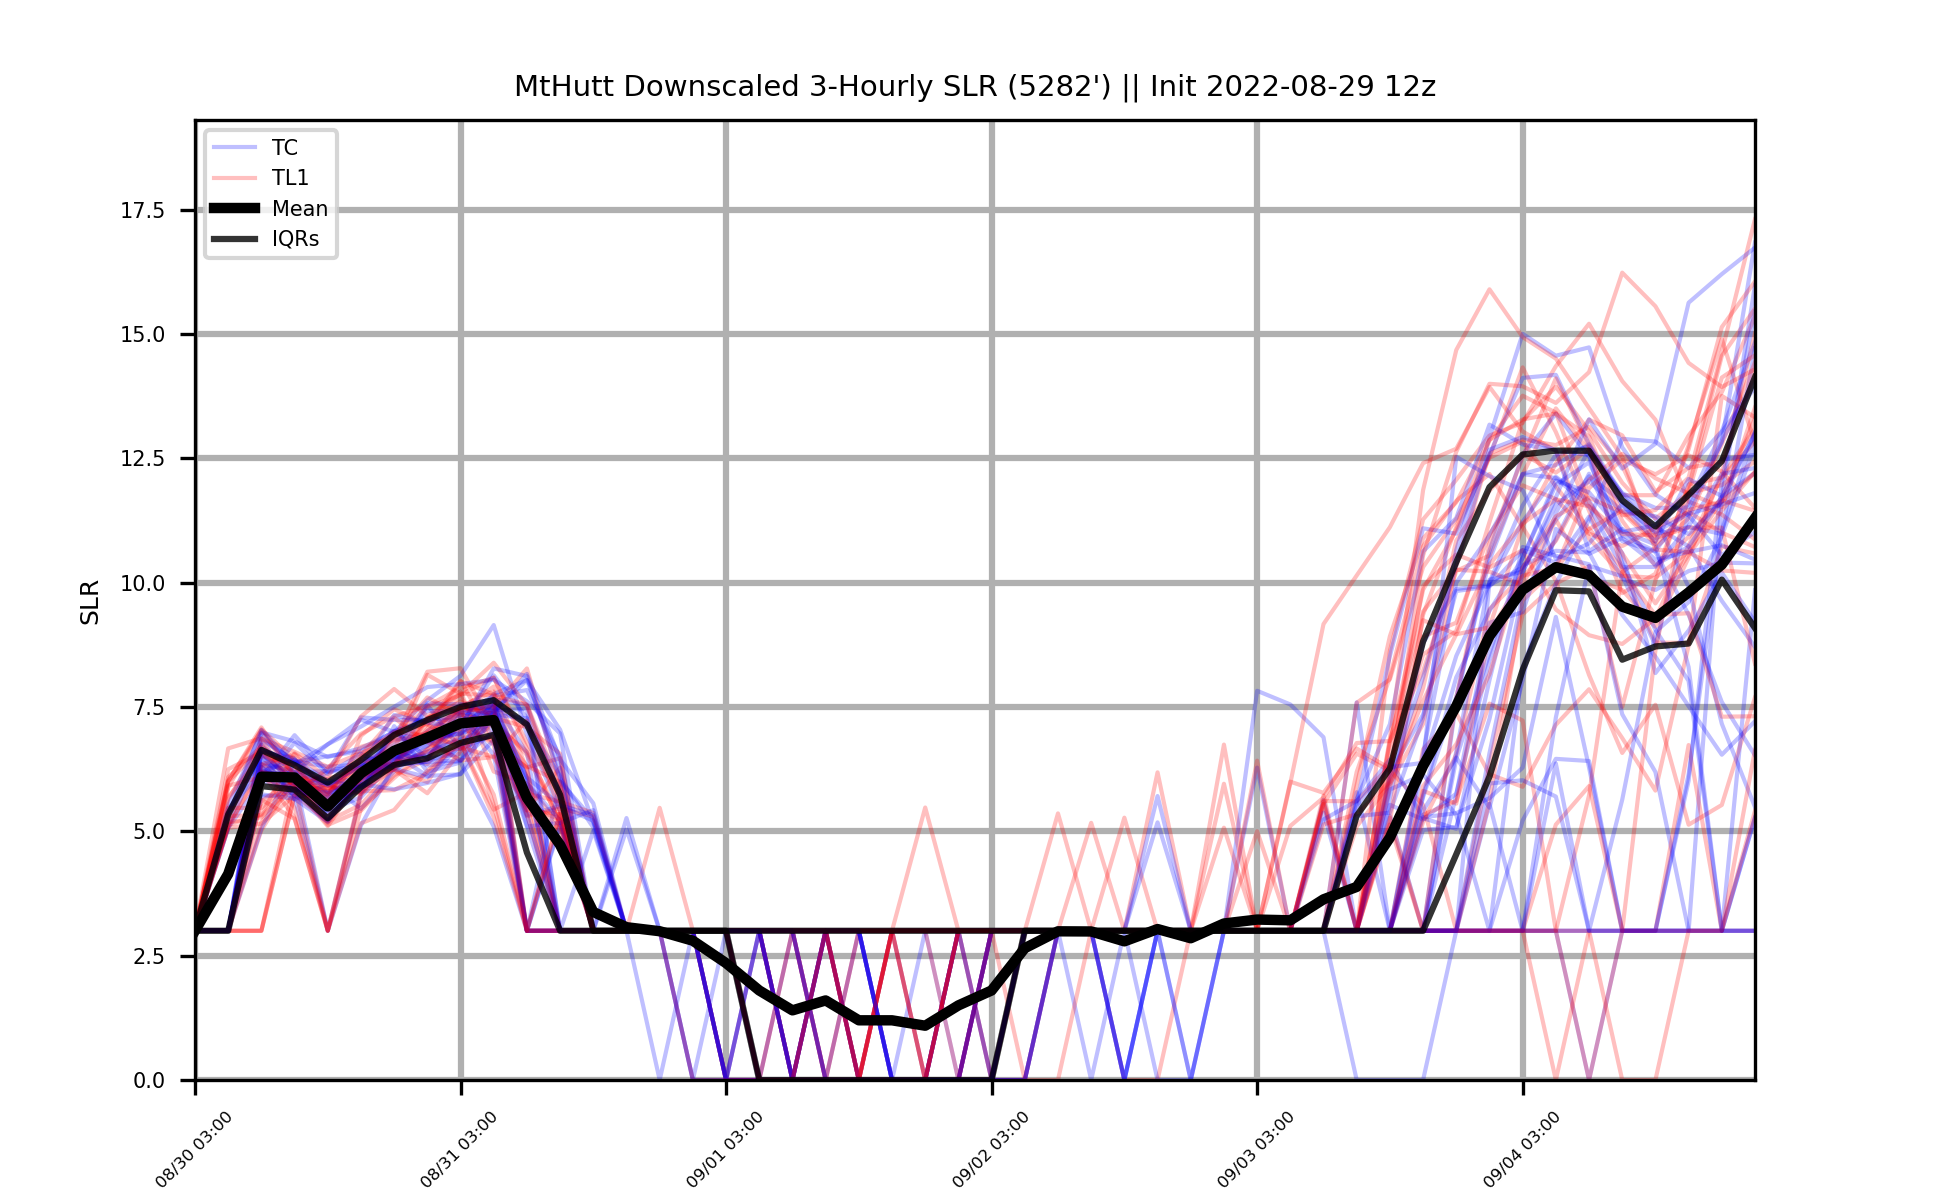 MtHutt Downscaled 3-Hourly SLR (5282') || Init 2022-08-29 12z
TC
TL1
Mean
IQRs
17.5
15.0
12.5
10.0
7.5
5.0
2.5
0.0
SLR
08/30 03:00
08/31 03:00
09/01 03:00
09/02 03:00
09/03 03:00
09/04 03:00